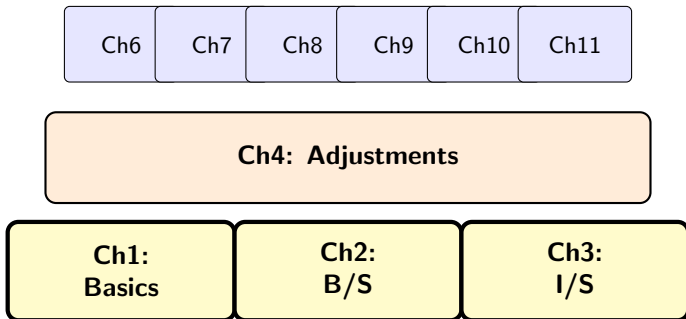 Ch6 Ch7 Ch8 Ch9 Ch10 Ch11
Ch4: Adjustments
Ch1:
Basics
Ch2:
B/S
Ch3:
I/S